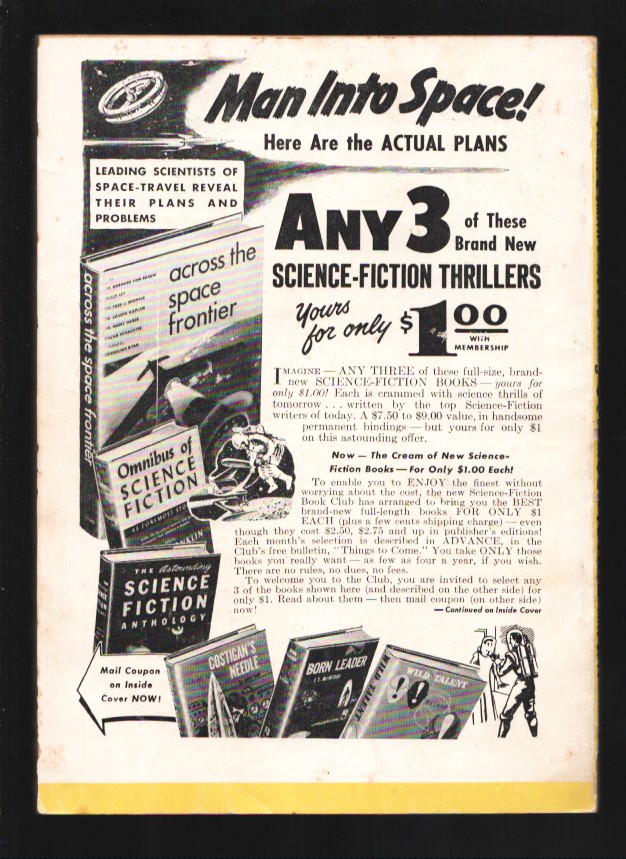 Man Into Space!
Here Are the ACTUAL PLANS
LEADING SCIENTISTS OF
SPACE-TRAVEL REVEAL
THEIR PLANS AND
PROBLEMS
ANY 3 of These
Brand New
SCIENCE-FICTION THRILLERS
Yours
for only $1.00
WITH
MEMBERSHIP
across the
space
frontier
across the space frontier
IMAGINE — ANY THREE of these full-size, brand-
new SCIENCE-FICTION BOOKS — yours for
only $1.00! Each is crammed with science thrills of
tomorrow . . . written by the top Science-Fiction
writers of today. A $7.50 to $9.00 value, in handsome
permanent bindings — but yours for only $1
on this astounding offer.
Now — The Cream of New Science-
Fiction Books — For Only $1.00 Each!
To enable you to ENJOY the finest without
worrying about the cost, the new Science-Fiction
Book Club has arranged to bring you the BEST
brand-new full-length books FOR ONLY $1
EACH (plus a few cents shipping charge) — even
though they cost $2.50, $2.75 and up in publisher's editions!
Each month's selection is described in ADVANCE, in the
Club's free bulletin, "Things to Come." You take ONLY those
books you really want — as few as four a year, if you wish.
There are no rules, no dues, no fees.
To welcome you to the Club, you are invited to select any
3 of the books shown here (and described on the other side) for
only $1. Read about them — then mail coupon (on other side)
now!
— Continued on Inside Cover
Omnibus of
SCIENCE
FICTION
THE Astounding
SCIENCE
FICTION
ANTHOLOGY
Mail Coupon
on Inside
Cover NOW!
COSTIGAN'S
NEEDLE
BORN LEADER
J. T. McINTOSH
WILD TALENT
WILD TALENT